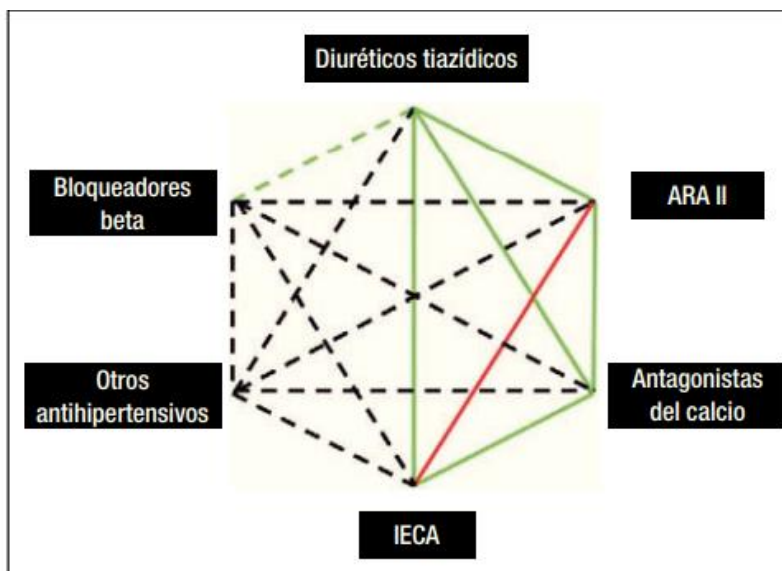 Diuréticos tiazídicos
Bloqueadores
beta
ARA II
Otros
antihipertensivos
Antagonistas
del calcio
IECA